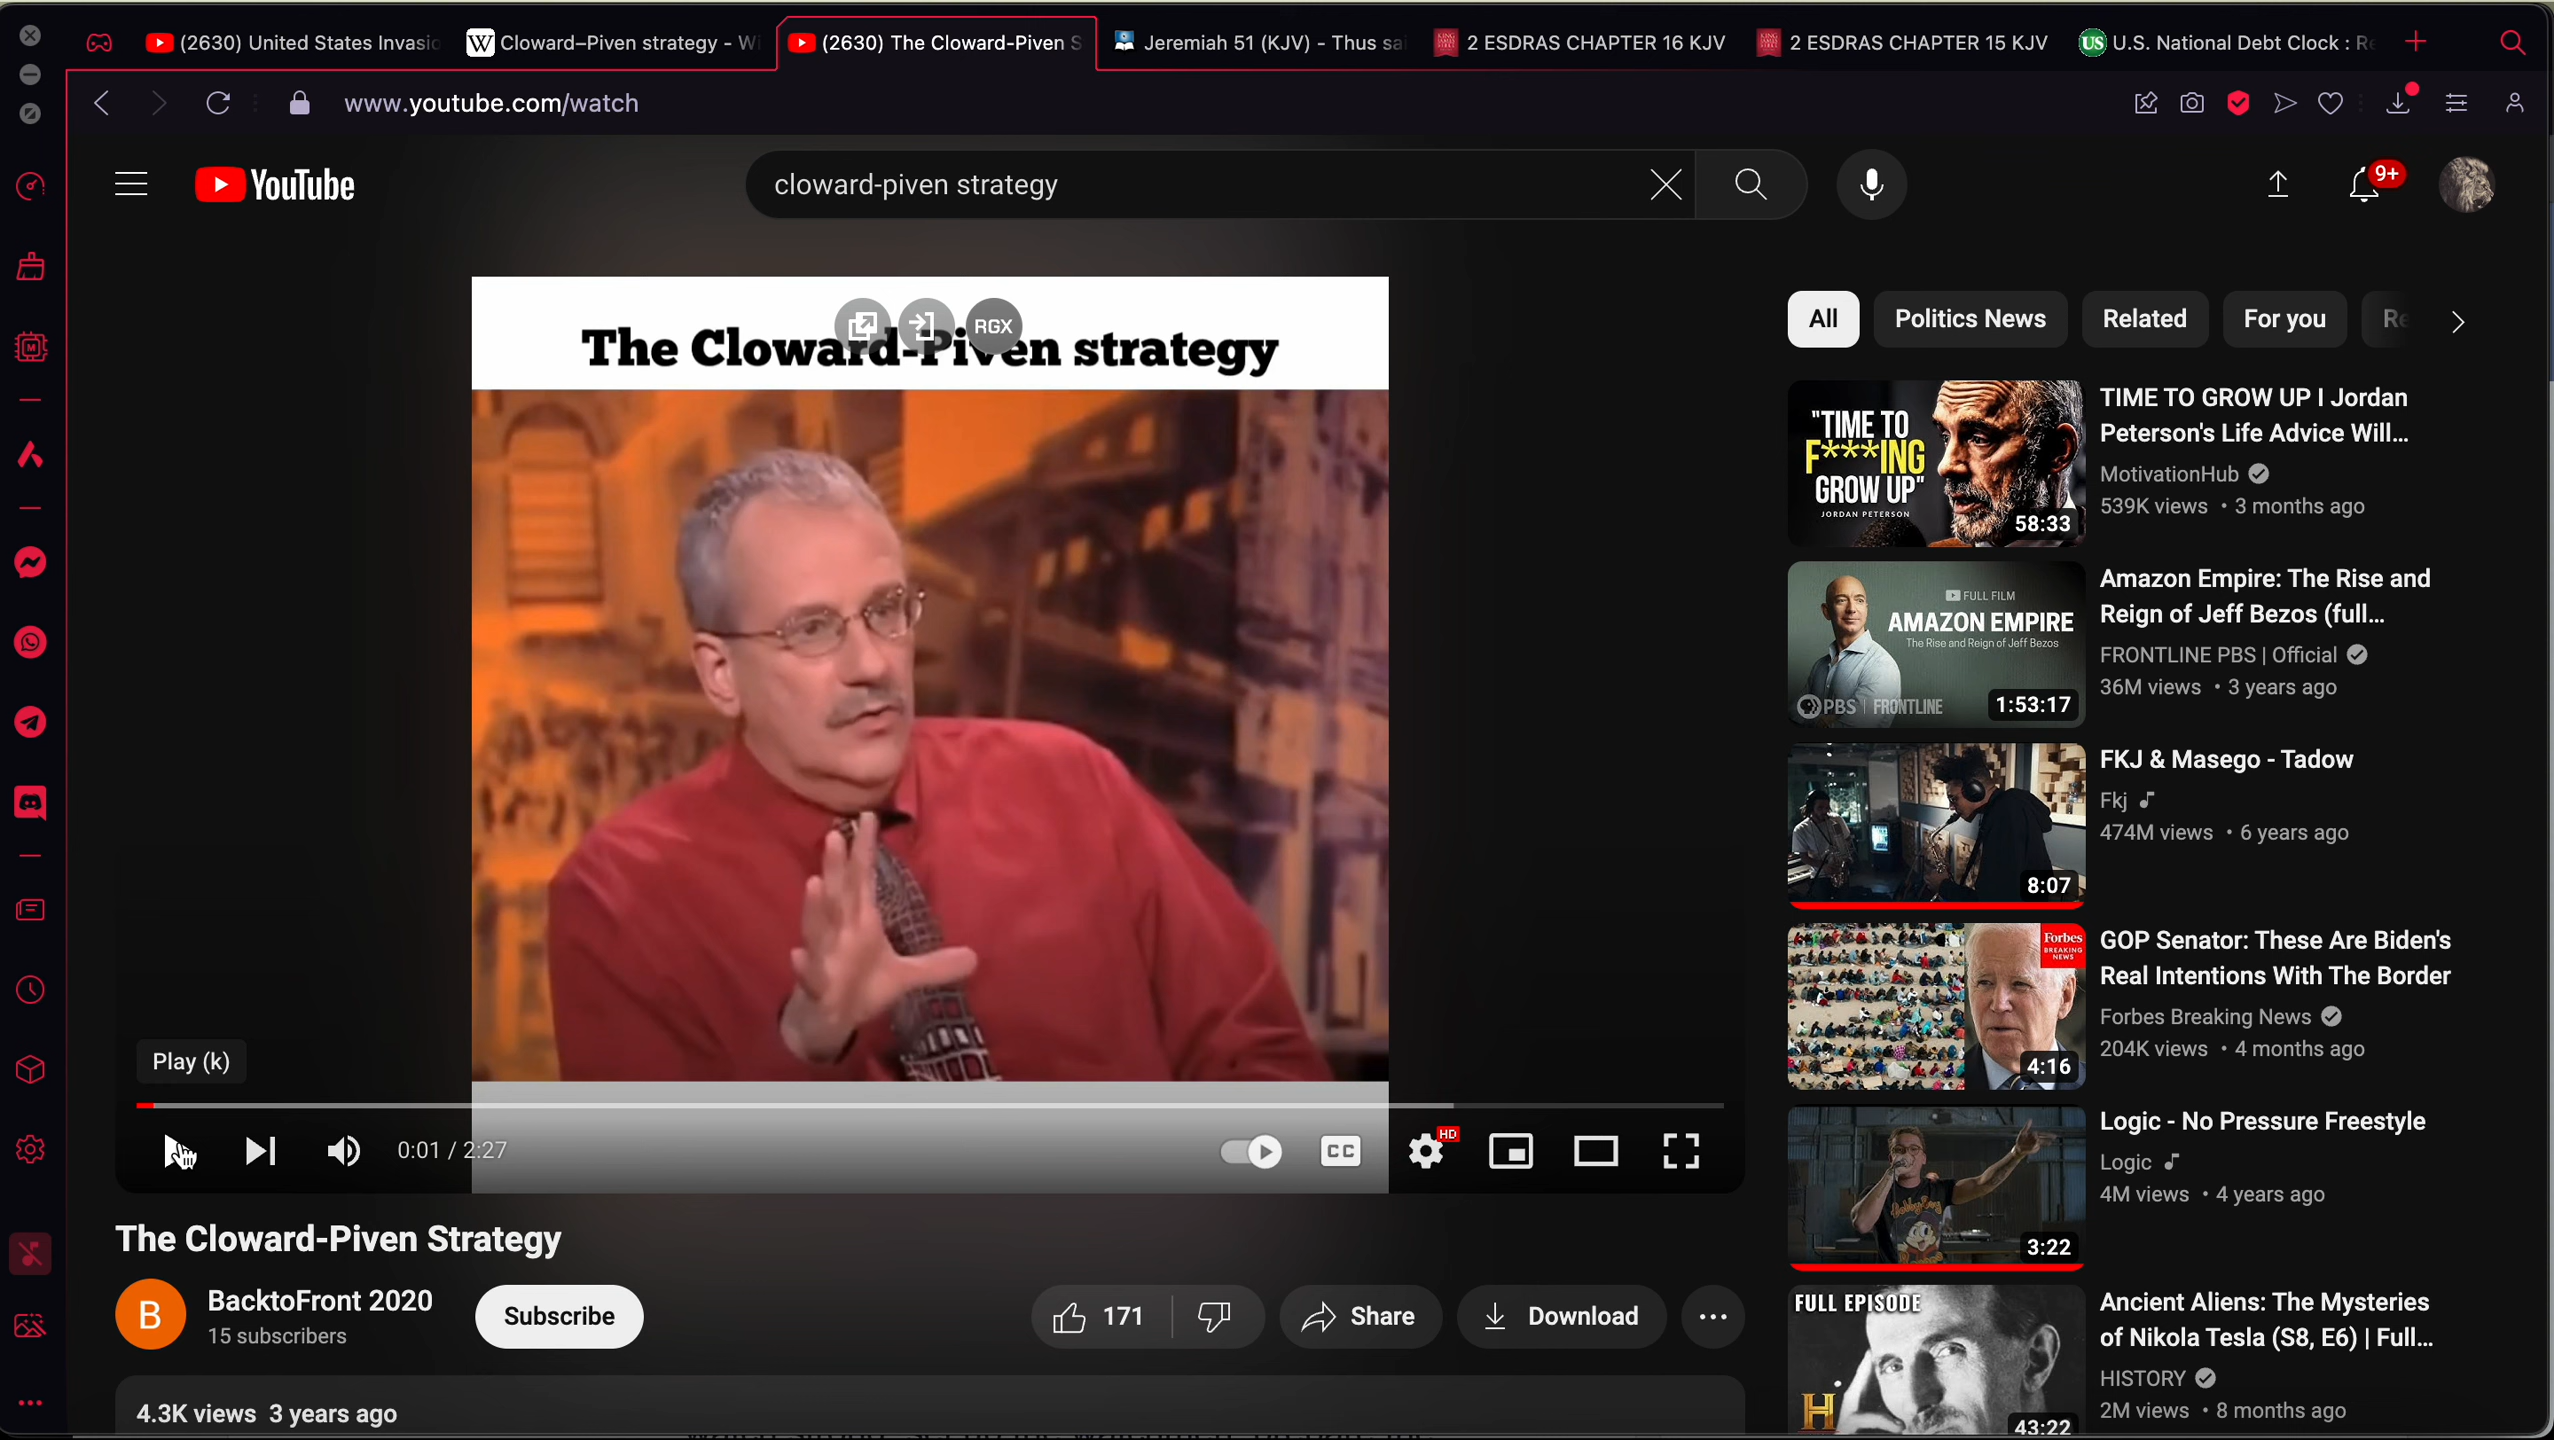 (2630) United States Invasi
Cloward–Piven strategy - Wi
(2630) The Cloward-Piven S
Jeremiah 51 (KJV) - Thus sa
2 ESDRAS CHAPTER 16 KJV
2 ESDRAS CHAPTER 15 KJV
US U.S. National Debt Clock : Re
www.youtube.com/watch
YouTube
cloward-piven strategy
9+
The Cloward-Piven strategy
RGX
Play (k)
0:01 / 2:27
CC
HD
The Cloward-Piven Strategy
B
BacktoFront 2020
15 subscribers
Subscribe
171
Share
Download
4.3K views 3 years ago
All
Politics News
Related
For you
Re
"TIME TO
F***ING
GROW UP"
JORDAN PETERSON
58:33
TIME TO GROW UP I Jordan
Peterson's Life Advice Will...
MotivationHub
539K views • 3 months ago
FULL FILM
AMAZON EMPIRE
The Rise and Reign of Jeff Bezos
PBS | FRONTLINE
1:53:17
Amazon Empire: The Rise and
Reign of Jeff Bezos (full...
FRONTLINE PBS | Official
36M views • 3 years ago
8:07
FKJ & Masego - Tadow
Fkj
474M views • 6 years ago
Forbes
BREAKING
NEWS
4:16
GOP Senator: These Are Biden's
Real Intentions With The Border
Forbes Breaking News
204K views • 4 months ago
3:22
Logic - No Pressure Freestyle
Logic
4M views • 4 years ago
FULL EPISODE
H
43:22
Ancient Aliens: The Mysteries
of Nikola Tesla (S8, E6) | Full...
HISTORY
2M views • 8 months ago